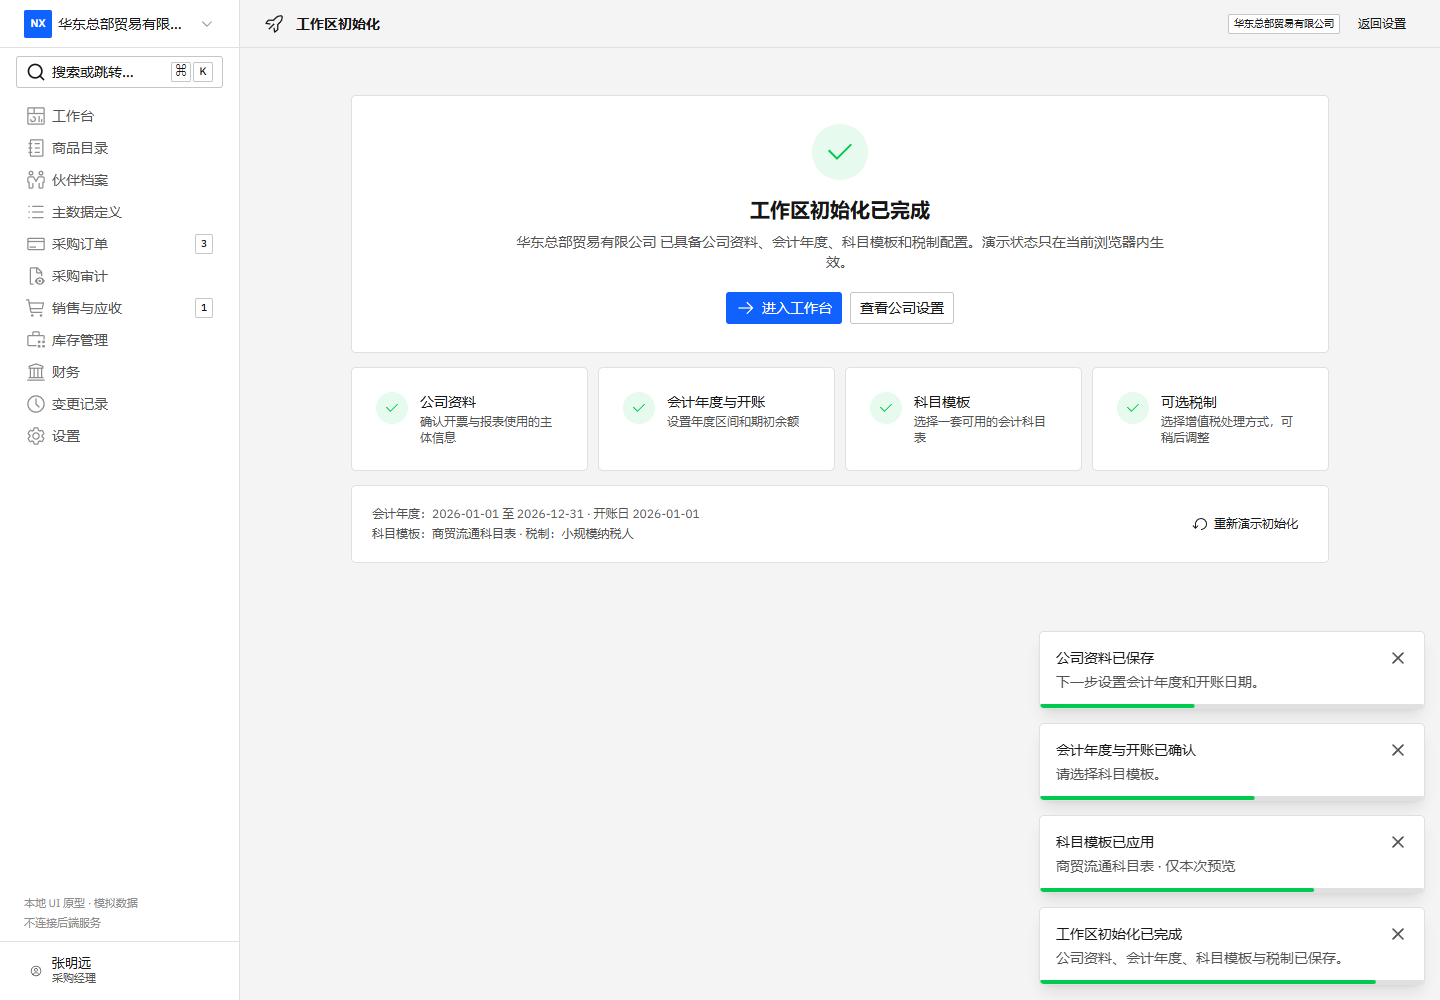 NX 华东总部贸易有限...
搜索或跳转... ⌘ K
工作台
商品目录
伙伴档案
主数据定义
采购订单 3
采购审计
销售与应收 1
库存管理
财务
变更记录
设置
本地 UI 原型 · 模拟数据
不连接后端服务
张明远
采购经理
工作区初始化
华东总部贸易有限公司 返回设置
工作区初始化已完成
华东总部贸易有限公司 已具备公司资料、会计年度、科目模板和税制配置。演示状态只在当前浏览器内生
效。
进入工作台 查看公司设置
公司资料
确认开票与报表使用的主
体信息
会计年度与开账
设置年度区间和期初余额
科目模板
选择一套可用的会计科目
表
可选税制
选择增值税处理方式，可
稍后调整
会计年度：2026-01-01 至 2026-12-31 · 开账日 2026-01-01
科目模板：商贸流通科目表 · 税制：小规模纳税人
重新演示初始化
公司资料已保存
下一步设置会计年度和开账日期。
会计年度与开账已确认
请选择科目模板。
科目模板已应用
商贸流通科目表 · 仅本次预览
工作区初始化已完成
公司资料、会计年度、科目模板与税制已保存。